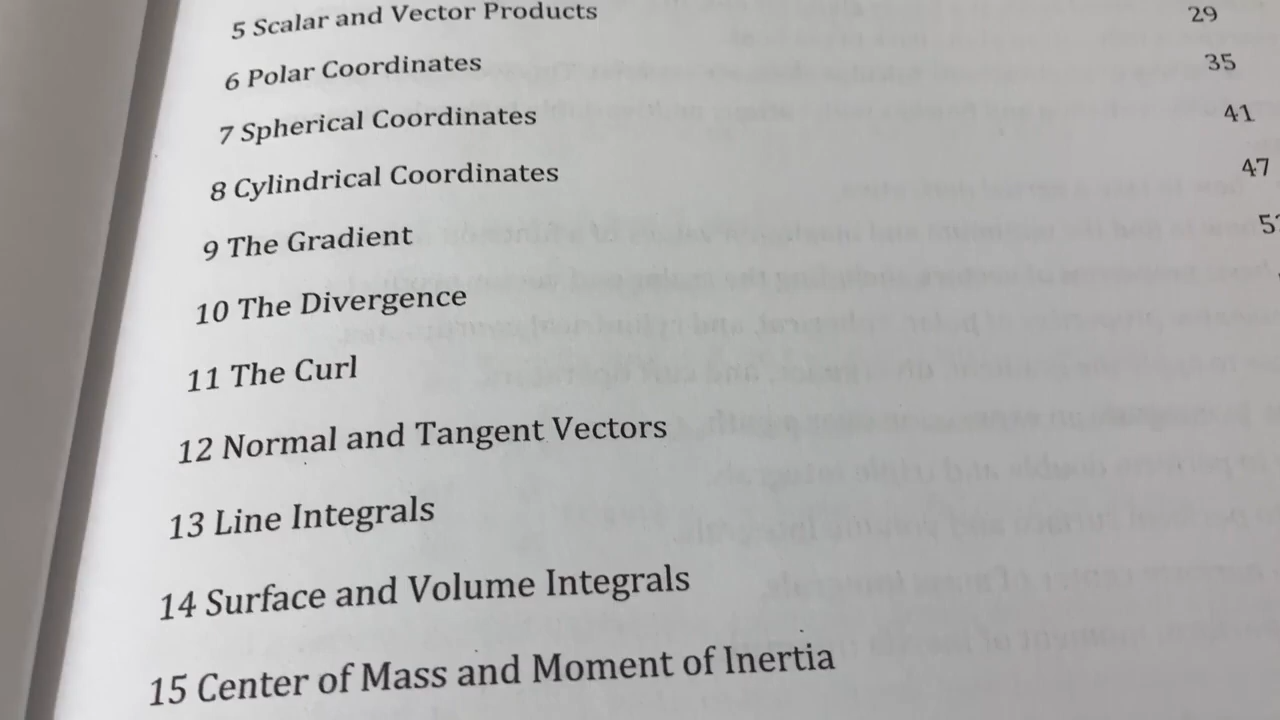 5 Scalar and Vector Products 29
6 Polar Coordinates 35
7 Spherical Coordinates 41
8 Cylindrical Coordinates 47
9 The Gradient
10 The Divergence
11 The Curl
12 Normal and Tangent Vectors
13 Line Integrals
14 Surface and Volume Integrals
15 Center of Mass and Moment of Inertia